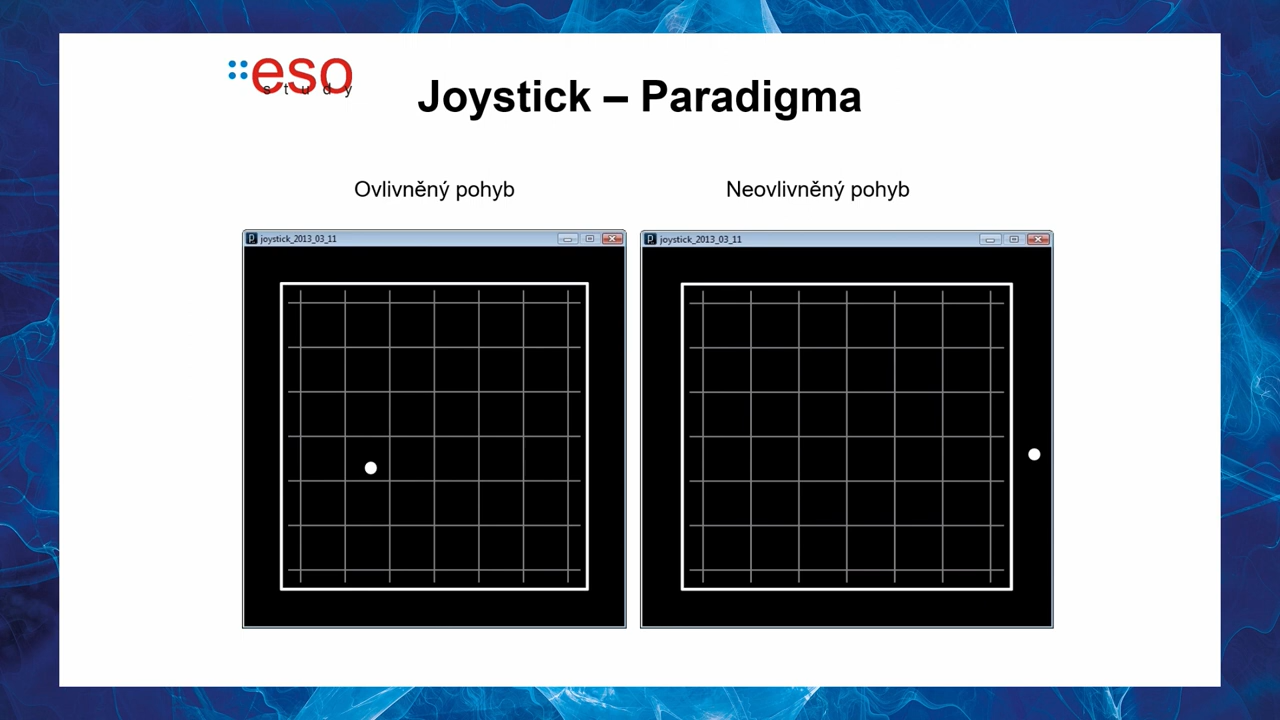 eso
study
Joystick – Paradigma
Ovlivněný pohyb
Neovlivněný pohyb
joystick_2013_03_11
joystick_2013_03_11